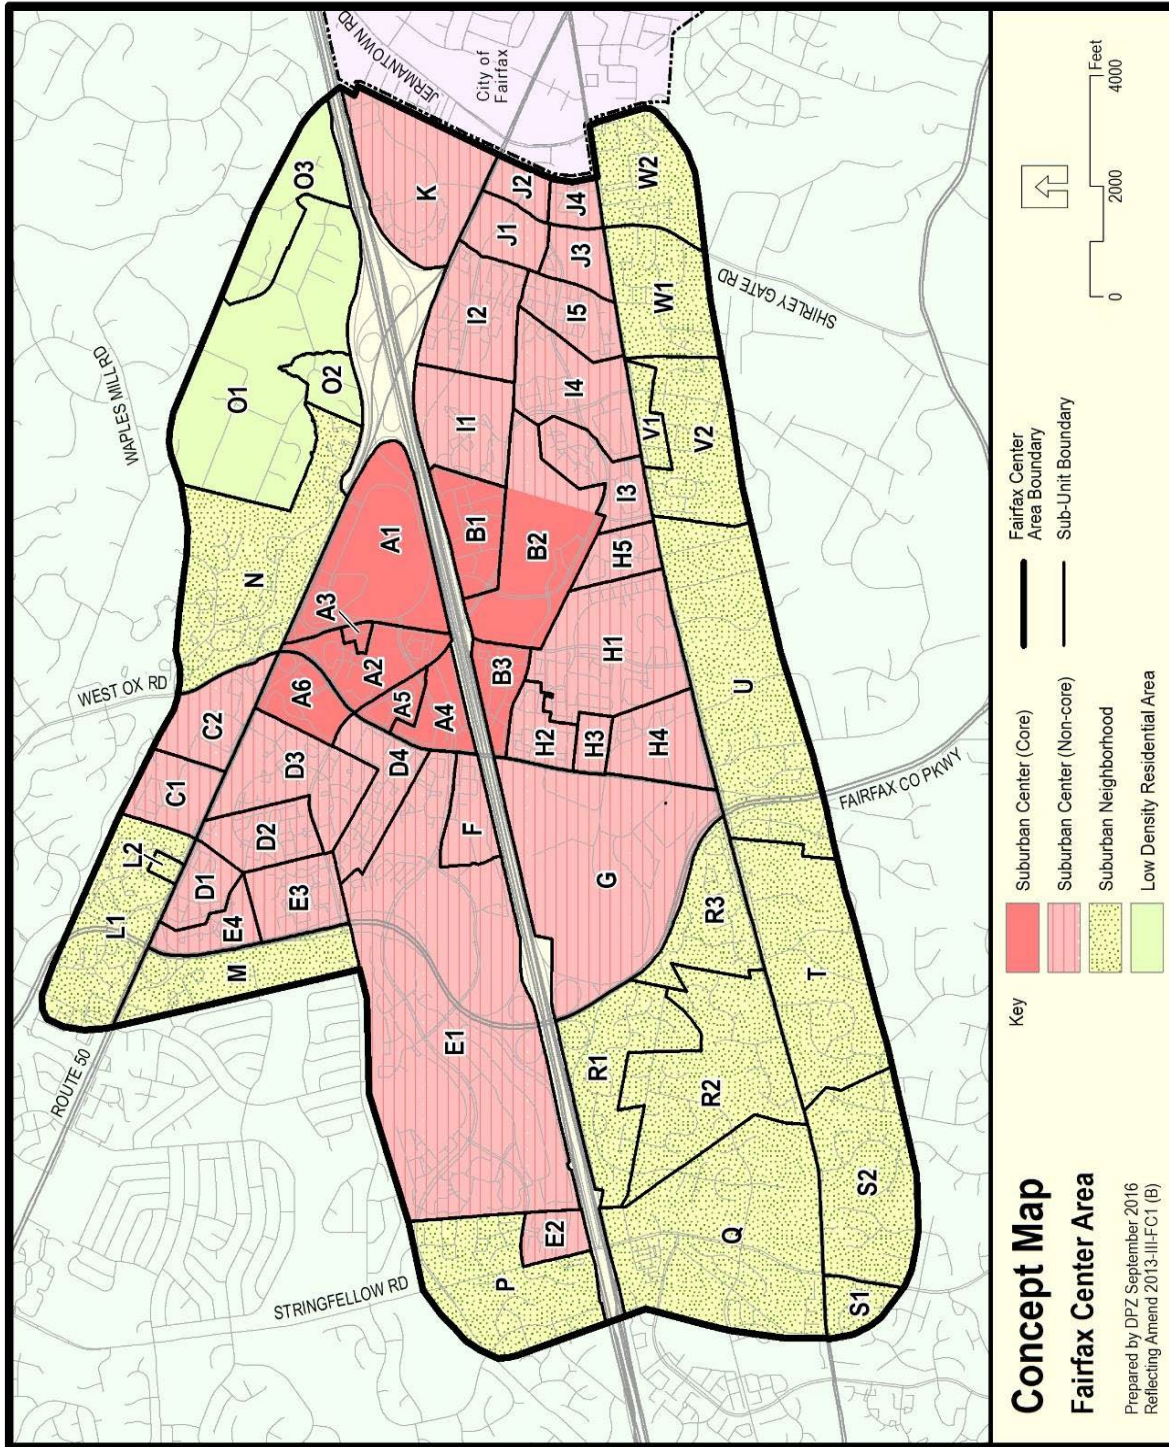 Concept Map
Fairfax Center Area
Prepared by DPZ September 2016
Reflecting Amend 2013-III-FC1 (B)
Key
Suburban Center (Core)
Suburban Center (Non-core)
Suburban Neighborhood
Low Density Residential Area
Fairfax Center
Area Boundary
Sub-Unit Boundary
0
2000
4000
Feet
ROUTE 50
STRINGFELLOW RD
WEST OX RD
WAPLES MILL RD
JERMANTOWN RD
City of
Fairfax
SHIRLEY GATE RD
FAIRFAX CO PKWY
L1
L2
C1
C2
M
D1
D2
D3
D4
E4
E3
E1
E2
F
P
A6
A3
A2
A5
A4
A1
N
O1
O2
O3
K
B1
B2
B3
I1
I2
I3
I4
I5
J1
J2
J3
J4
H1
H2
H3
H4
H5
G
R1
R2
R3
Q
S1
S2
T
U
V1
V2
W1
W2